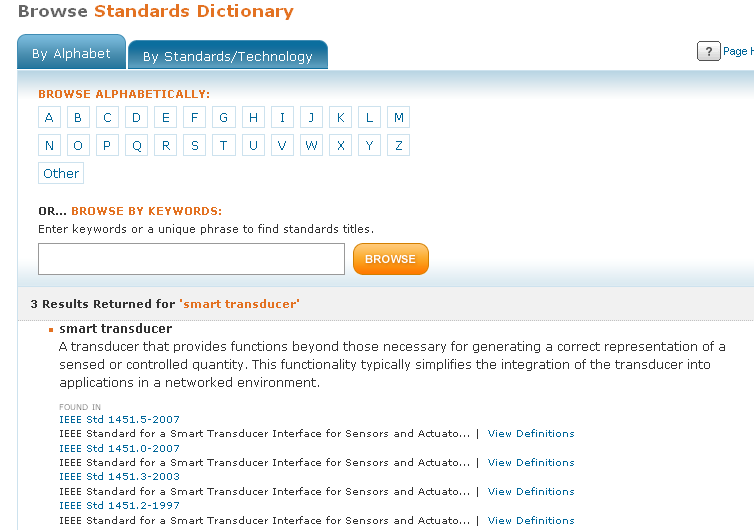 Browse Standards Dictionary
By Alphabet
By Standards/Technology
? Page
BROWSE ALPHABETICALLY:
A B C D E F G H I J K L M
N O P Q R S T U V W X Y Z
Other
OR... BROWSE BY KEYWORDS:
Enter keywords or a unique phrase to find standards titles.
BROWSE
3 Results Returned for 'smart transducer'
smart transducer
A transducer that provides functions beyond those necessary for generating a correct representation of a
sensed or controlled quantity. This functionality typically simplifies the integration of the transducer into
applications in a networked environment.
FOUND IN
IEEE Std 1451.5-2007
IEEE Standard for a Smart Transducer Interface for Sensors and Actuato... | View Definitions
IEEE Std 1451.0-2007
IEEE Standard for a Smart Transducer Interface for Sensors and Actuato... | View Definitions
IEEE Std 1451.3-2003
IEEE Standard for a Smart Transducer Interface for Sensors and Actuato... | View Definitions
IEEE Std 1451.2-1997
IEEE Standard for a Smart Transducer Interface for Sensors and Actuato... | View Definitions